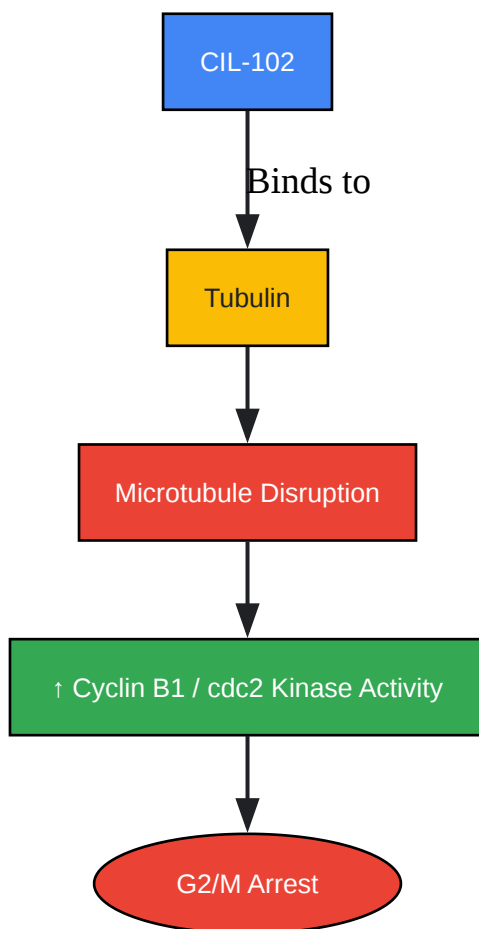 CIL-102
Binds to
Tubulin
Microtubule Disruption
↑ Cyclin B1 / cdc2 Kinase Activity
G2/M Arrest